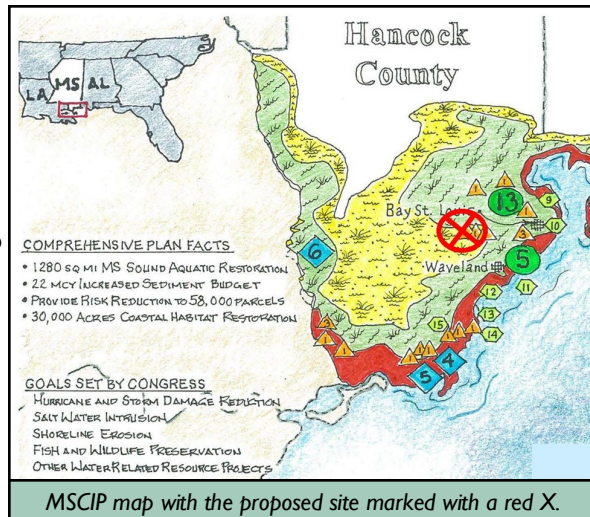 Hancock
County
LA
MS
AL
Bay St. Louis
13
9
10
3
6
Waveland
5
COMPREHENSIVE PLAN FACTS
• 1280 SQ MI MS SOUND AQUATIC RESTORATION
• 22 MCY INCREASED SEDIMENT BUDGET
• PROVIDE RISK REDUCTION TO 58,000 PARCELS
• 30,000 ACRES COASTAL HABITAT RESTORATION
12
11
13
15
14
4
5
GOALS SET BY CONGRESS
HURRICANE AND STORM DAMAGE REDUCTION
SALT WATER INTRUSION
SHORELINE EROSION
FISH AND WILDLIFE PRESERVATION
OTHER WATER RELATED RESOURCE PROJECTS
MSCIP map with the proposed site marked with a red X.